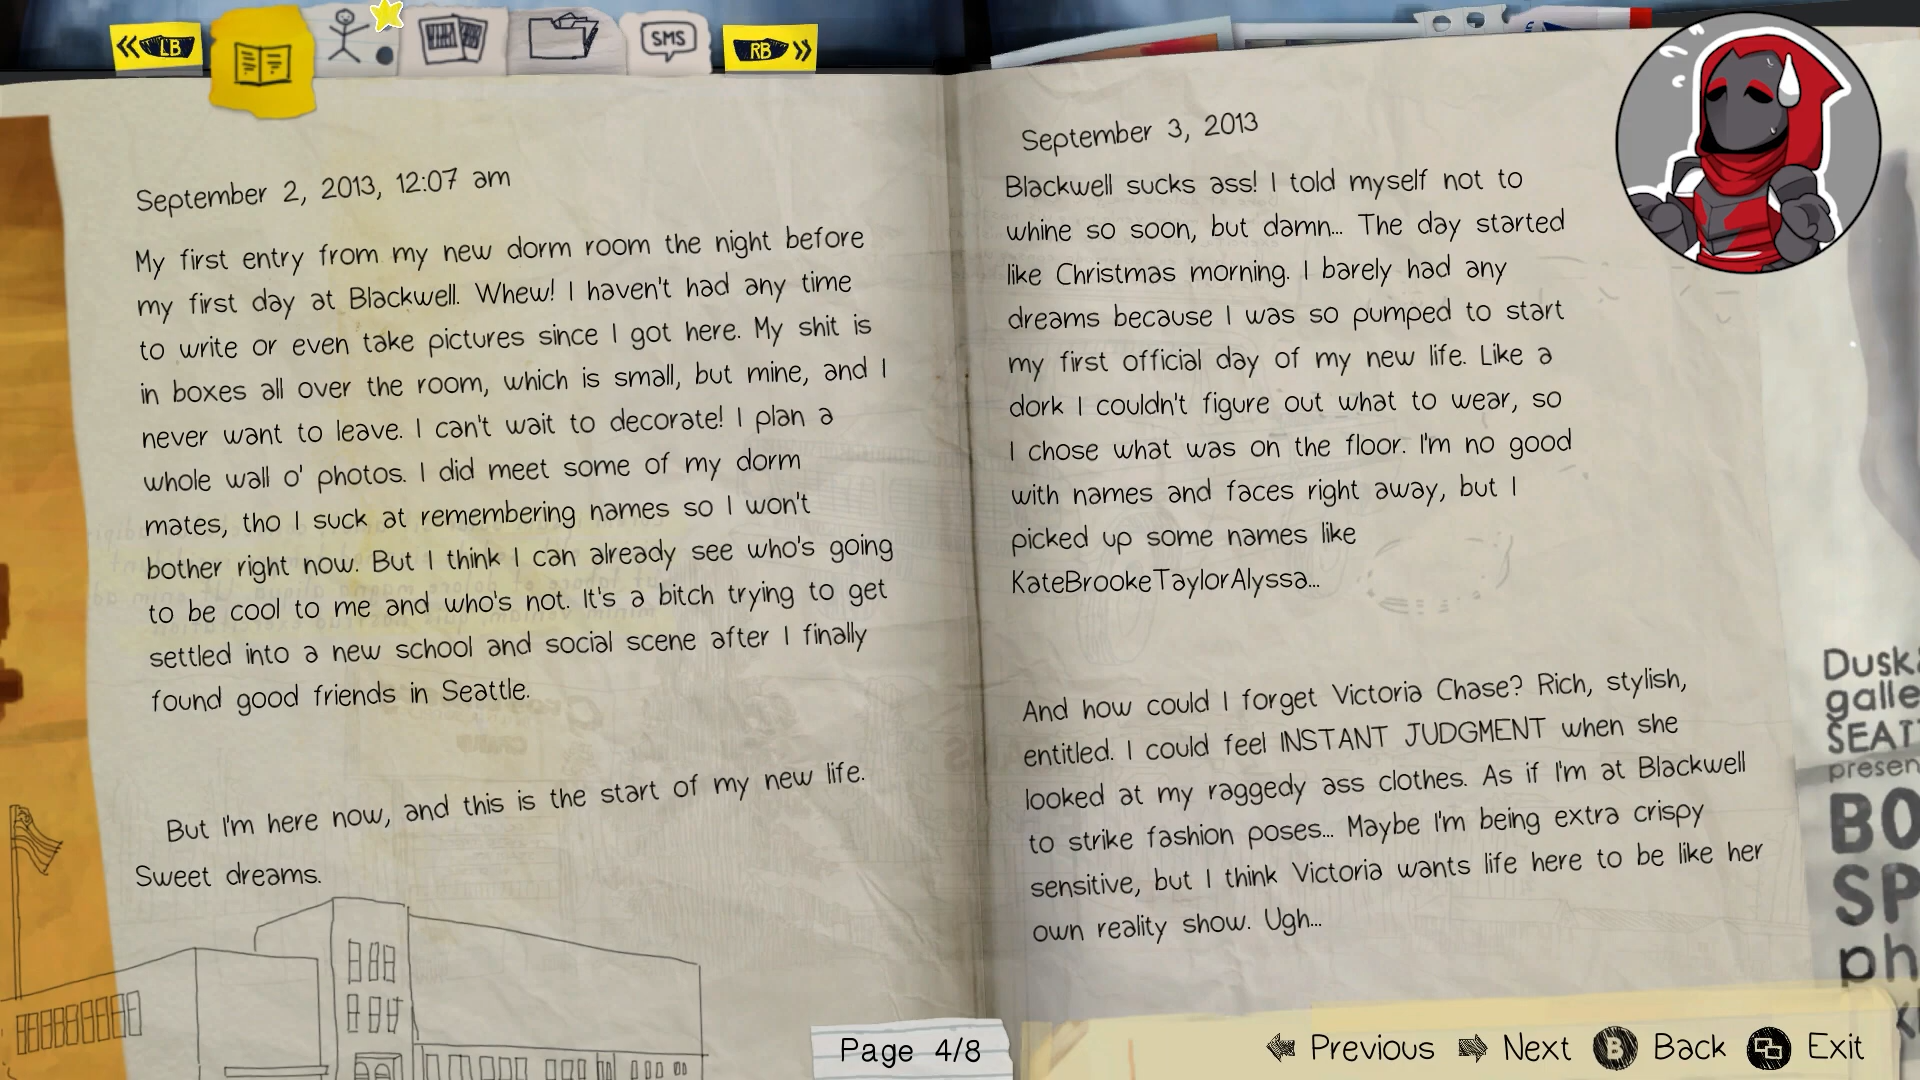 LB
SMS
RB
September 2, 2013, 12:07 am
My first entry from my new dorm room the night before
my first day at Blackwell. Whew! I haven't had any time
to write or even take pictures since I got here. My shit is
in boxes all over the room, which is small, but mine, and I
never want to leave. I can't wait to decorate! I plan a
whole wall o' photos. I did meet some of my dorm
mates, tho I suck at remembering names so I won't
bother right now. But I think I can already see who's going
to be cool to me and who's not. It's a bitch trying to get
settled into a new school and social scene after I finally
found good friends in Seattle.
But I'm here now, and this is the start of my new life.
Sweet dreams.
September 3, 2013
Blackwell sucks ass! I told myself not to
whine so soon, but damn... The day started
like Christmas morning. I barely had any
dreams because I was so pumped to start
my first official day of my new life. Like a
dork I couldn't figure out what to wear, so
I chose what was on the floor. I'm no good
with names and faces right away, but I
picked up some names like
KateBrookeTaylorAlyssa...
And how could I forget Victoria Chase? Rich, stylish,
entitled. I could feel INSTANT JUDGMENT when she
looked at my raggedy ass clothes. As if I'm at Blackwell
to strike fashion poses... Maybe I'm being extra crispy
sensitive, but I think Victoria wants life here to be like her
own reality show. Ugh...
galle
SEAT
presen
BO
SP
ph
Page 4/8
Previous
Next
B
Back
Exit